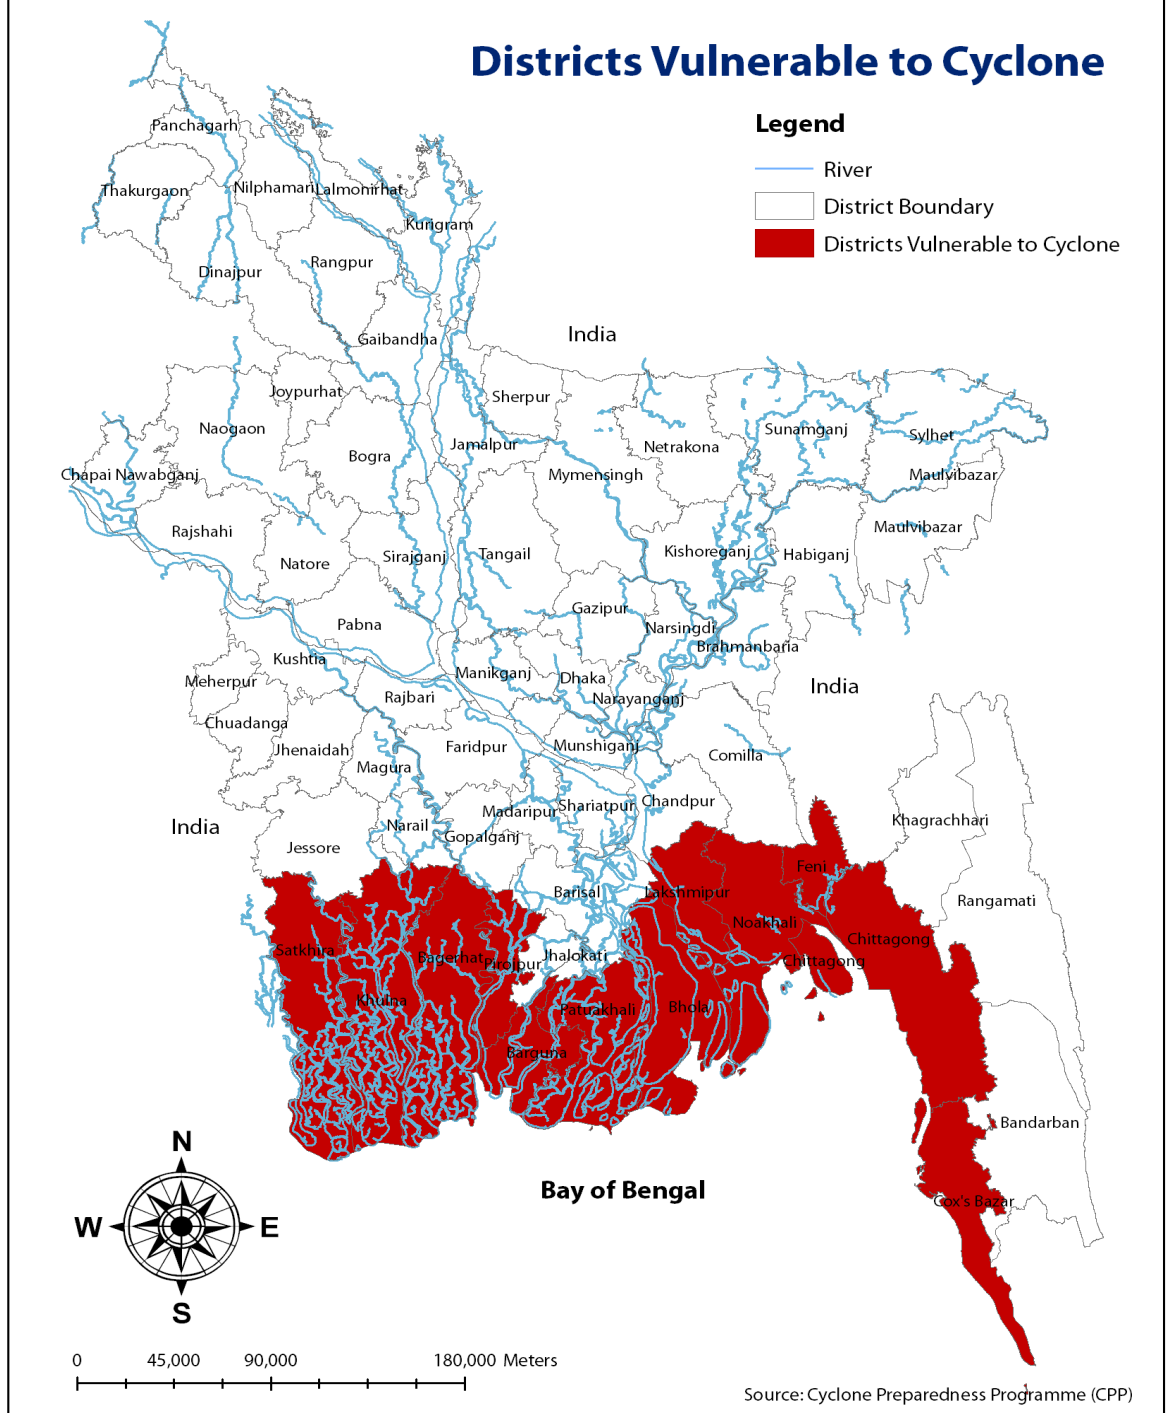 Districts Vulnerable to Cyclone
Legend
River
District Boundary
Districts Vulnerable to Cyclone
Panchagarh
Thakurgaon
Nilphamari
Lalmonirhat
Kurigram
Dinajpur
Rangpur
Gaibandha
India
Joypurhat
Sherpur
Naogaon
Jamalpur
Netrakona
Sunamganj
Sylhet
Bogra
Chapai Nawabganj
Mymensingh
Maulvibazar
Rajshahi
Maulvibazar
Natore
Sirajganj
Tangail
Kishoreganj
Habiganj
Gazipur
Pabna
Narsingdi
Brahmanbaria
Kushtia
Meherpur
Manikganj
Dhaka
India
Rajbari
Narayanganj
Chuadanga
Jhenaidah
Faridpur
Munshiganj
Comilla
Magura
Shariatpur
Chandpur
Madaripur
Khagrachhari
India
Narail
Gopalganj
Jessore
Feni
Barisal
Lakshmipur
Rangamati
Noakhali
Chittagong
Satkhira
Bagerhat
Pirojpur
Jhalokati
Chittagong
Khulna
Patuakhali
Bhola
Barguna
Bandarban
N
Bay of Bengal
Cox's Bazar
W
E
S
0
45,000
90,000
180,000 Meters
Source: Cyclone Preparedness Programme (CPP)